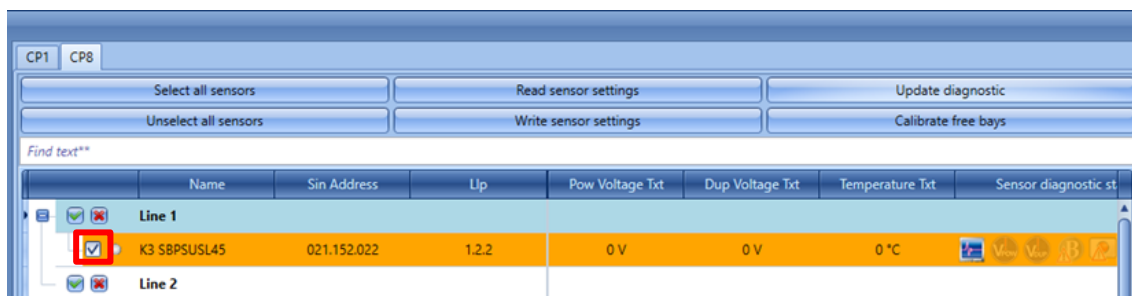 CP1 CP8
Select all sensors Read sensor settings Update diagnostic
Unselect all sensors Write sensor settings Calibrate free bays
Find text**
Name Sin Address Llp Pow Voltage Txt Dup Voltage Txt Temperature Txt Sensor diagnostic st
Line 1
K3 SBPSUSL45 021.152.022 1.2.2 0 V 0 V 0 °C
Line 2